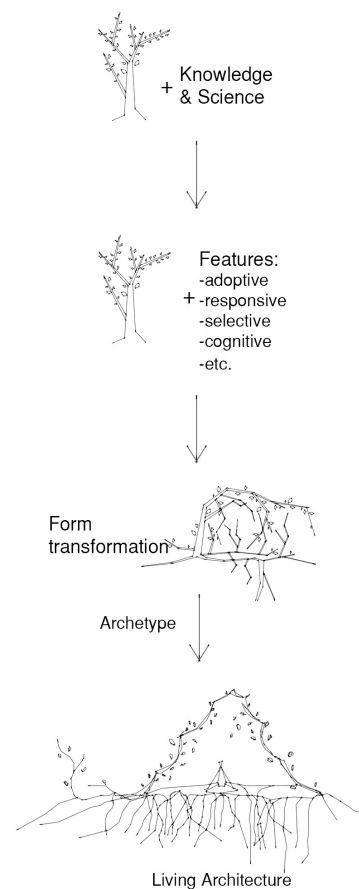 + Knowledge
& Science
Features:
-adoptive
+ -responsive
-selective
-cognitive
-etc.
Form
transformation
Archetype
Living Architecture